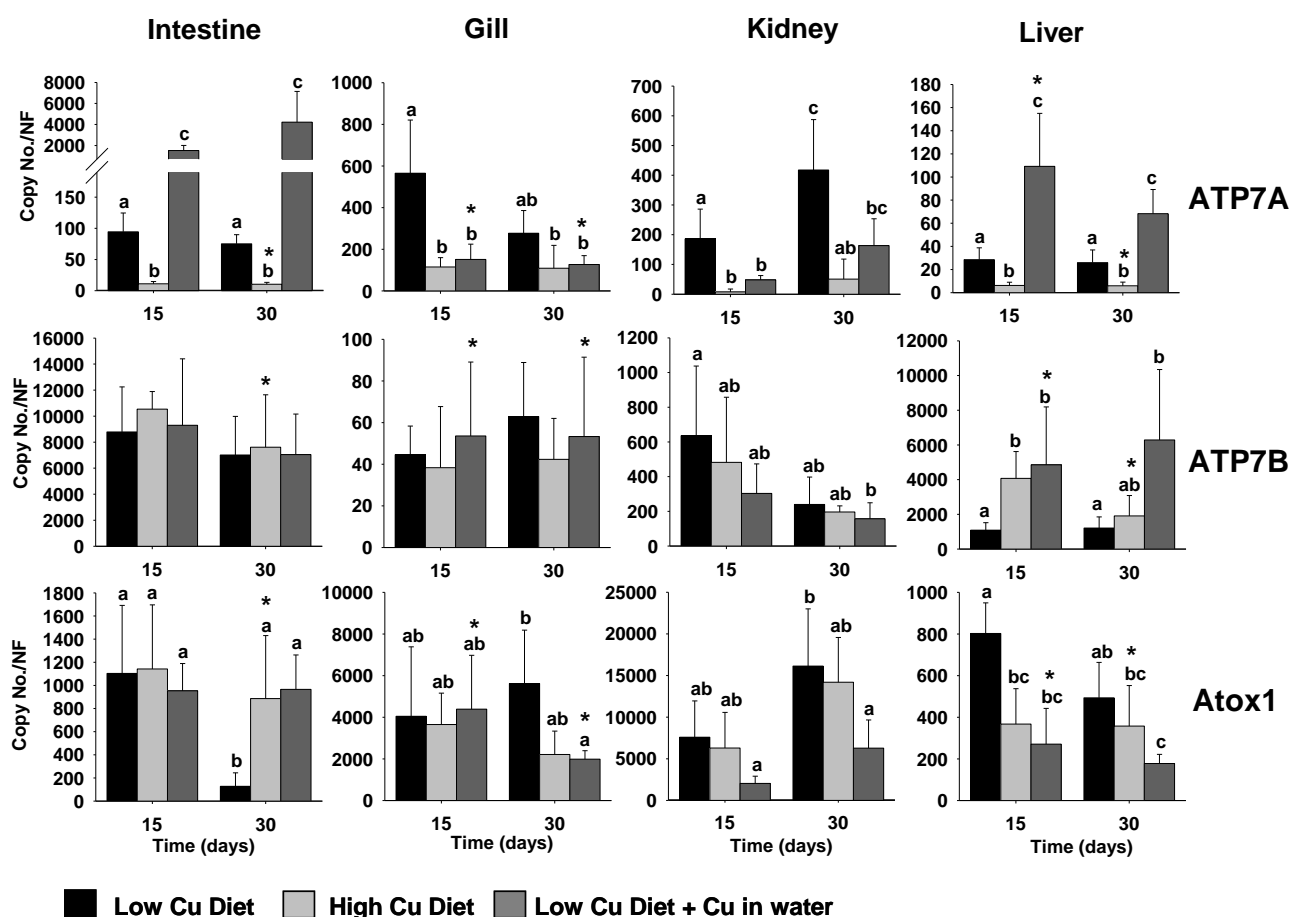 Intestine Gill Kidney Liver
Copy No./NF
8000 6000 4000 2000 150 100 50 0
a b c a * b c
15 30
1000 800 600 400 200 0
a b * b ab b * b
15 30
700 600 500 400 300 200 100 0
a b b c ab bc
15 30
180 160 140 120 100 80 60 40 20 0
a b * c a * b c
15 30
ATP7A
Copy No./NF
16000 14000 12000 10000 8000 6000 4000 2000 0
*
15 30
100 80 60 40 20 0
* *
15 30
1200 1000 800 600 400 200 0
a ab ab ab ab b
15 30
12000 10000 8000 6000 4000 2000 0
a b * b a * ab b
15 30
ATP7B
Copy No./NF
1800 1600 1400 1200 1000 800 600 400 200 0
a a a b * a a
15 30
Time (days)
10000 8000 6000 4000 2000 0
ab ab * ab b ab * a
15 30
Time (days)
25000 20000 15000 10000 5000 0
ab ab a b ab a
15 30
Time (days)
1000 800 600 400 200 0
a bc * bc ab * bc c
15 30
Time (days)
Atox1
Low Cu Diet High Cu Diet Low Cu Diet + Cu in water